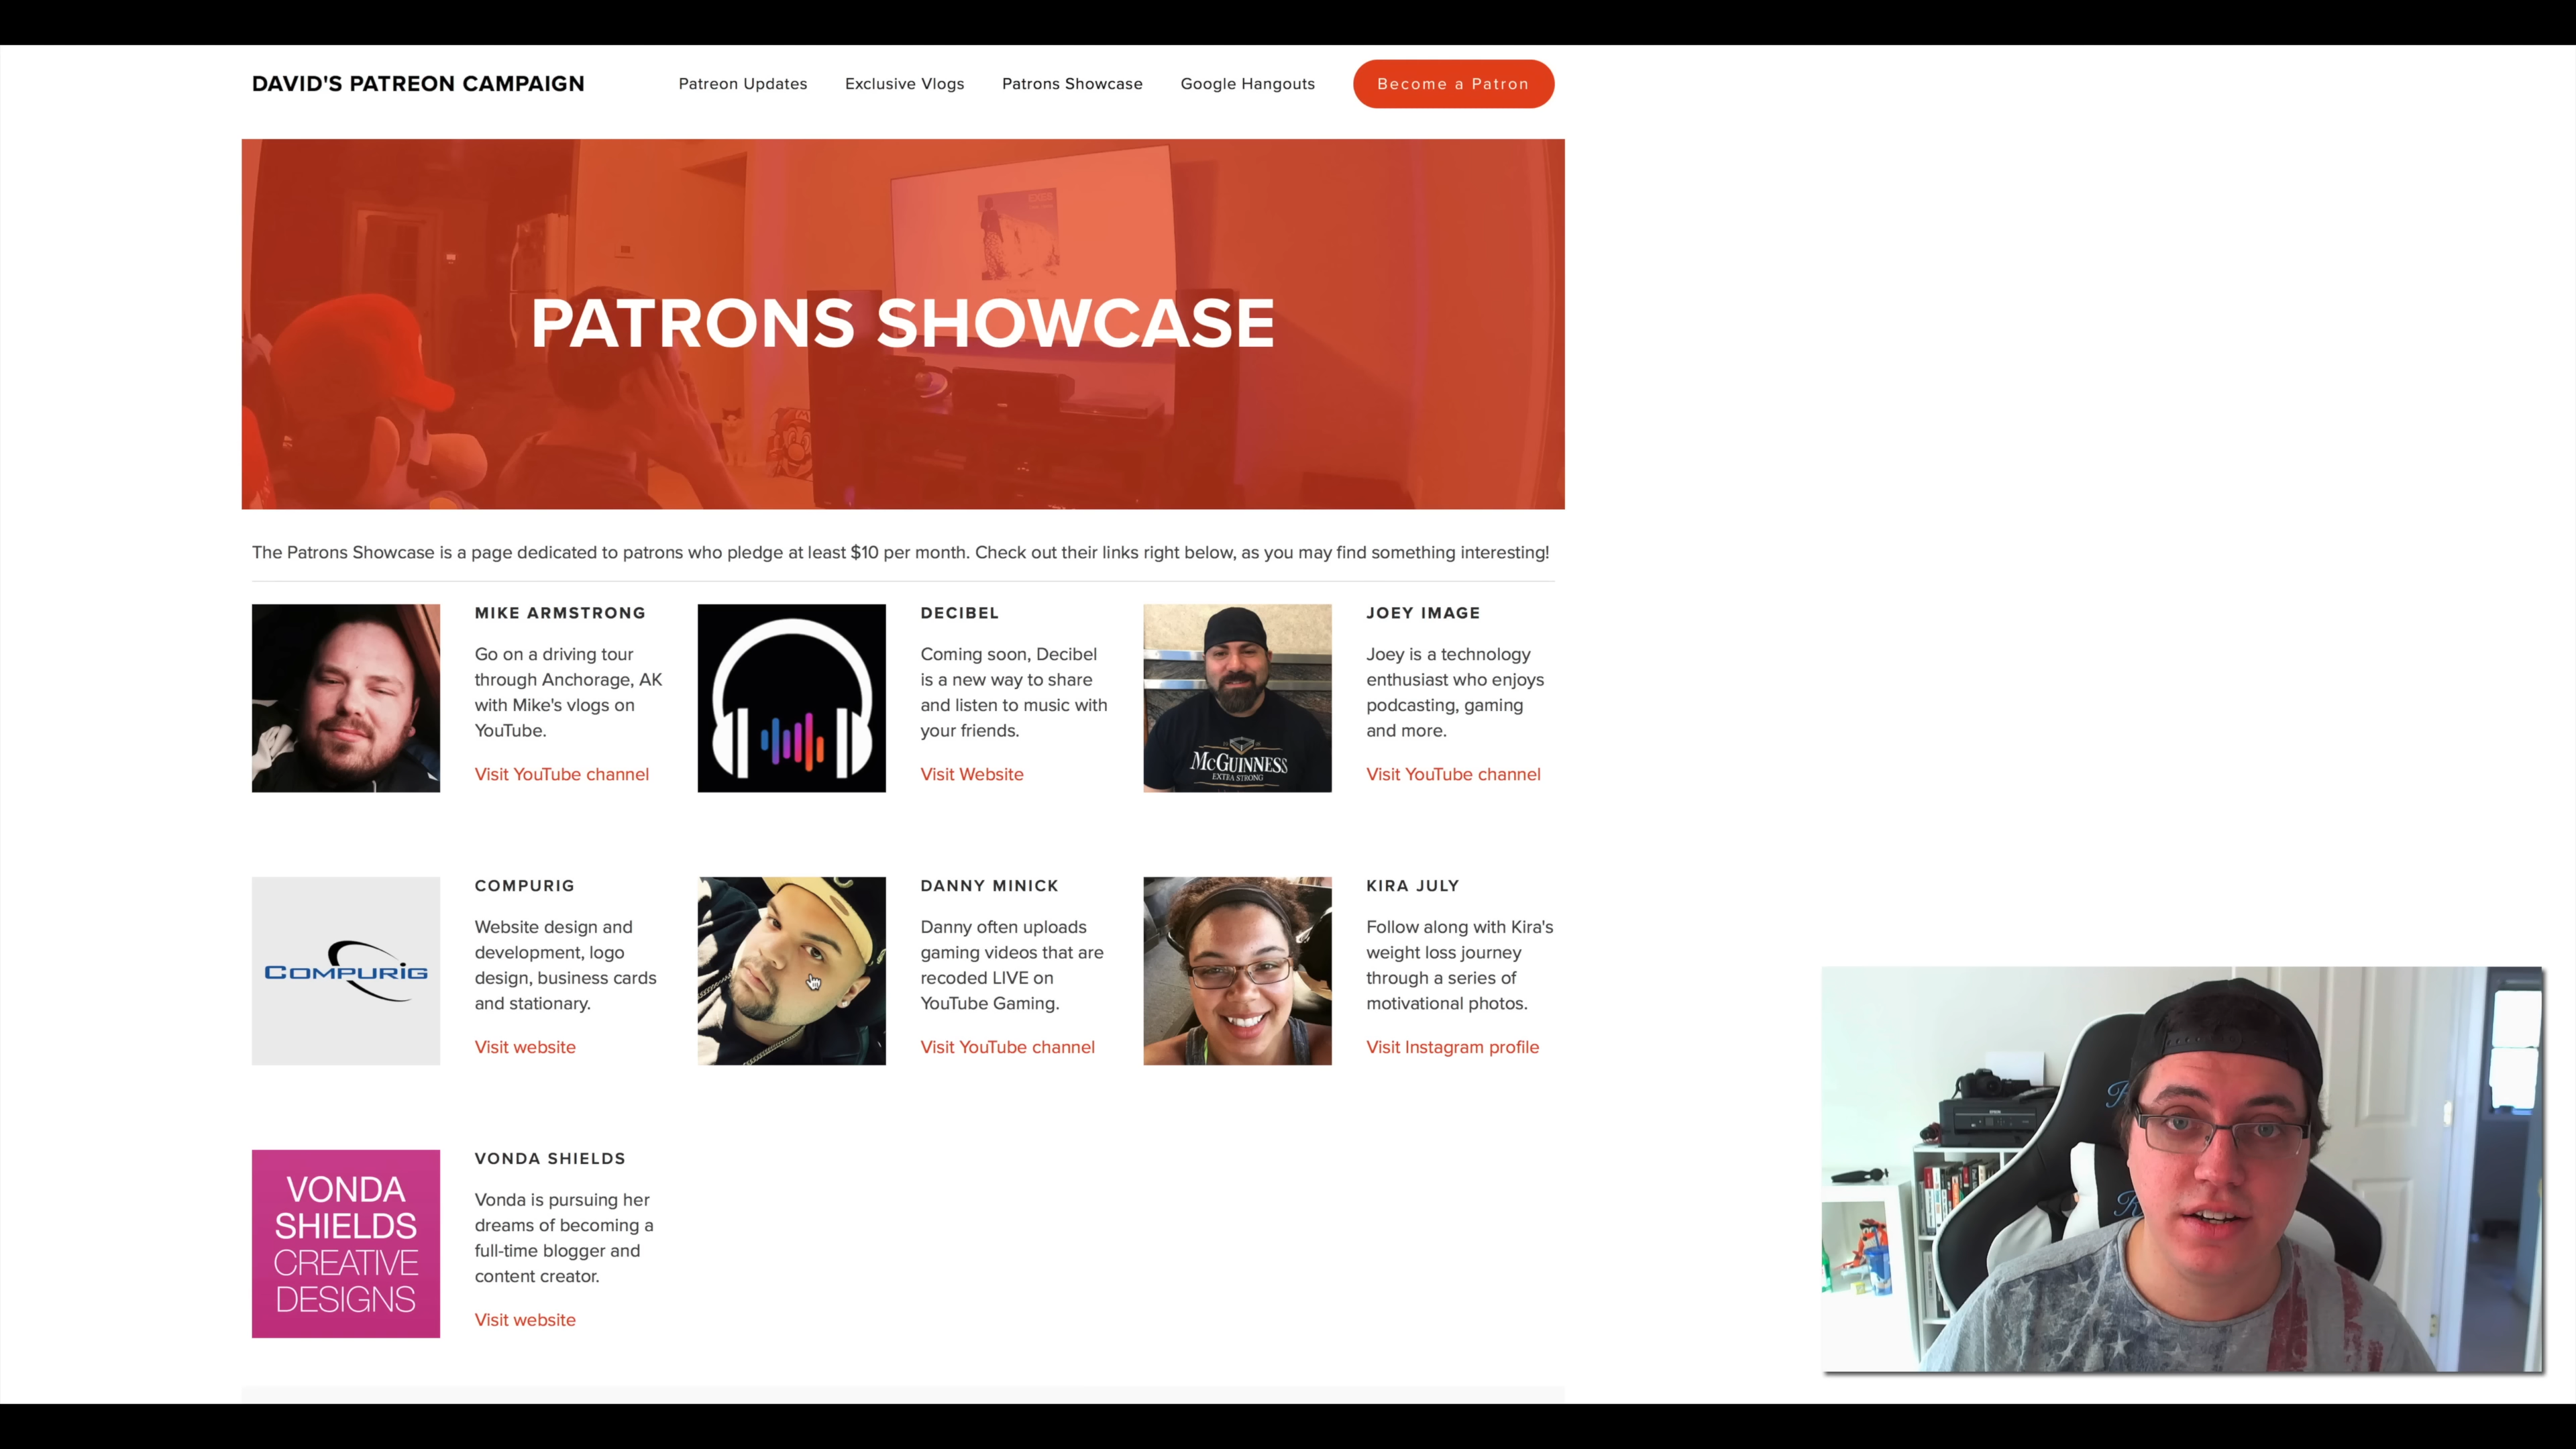 DAVID'S PATREON CAMPAIGN
Patreon Updates
Exclusive Vlogs
Patrons Showcase
Google Hangouts
Become a Patron
PATRONS SHOWCASE
The Patrons Showcase is a page dedicated to patrons who pledge at least $10 per month. Check out their links right below, as you may find something interesting!
MIKE ARMSTRONG
Go on a driving tour
through Anchorage, AK
with Mike's vlogs on
YouTube.
Visit YouTube channel
DECIBEL
Coming soon, Decibel
is a new way to share
and listen to music with
your friends.
Visit Website
McGUINNESS
EXTRA STRONG
JOEY IMAGE
Joey is a technology
enthusiast who enjoys
podcasting, gaming
and more.
Visit YouTube channel
COMPURIG
COMPURIG
Website design and
development, logo
design, business cards
and stationary.
Visit website
DANNY MINICK
Danny often uploads
gaming videos that are
recoded LIVE on
YouTube Gaming.
Visit YouTube channel
KIRA JULY
Follow along with Kira's
weight loss journey
through a series of
motivational photos.
Visit Instagram profile
VONDA
SHIELDS
CREATIVE
DESIGNS
VONDA SHIELDS
Vonda is pursuing her
dreams of becoming a
full-time blogger and
content creator.
Visit website